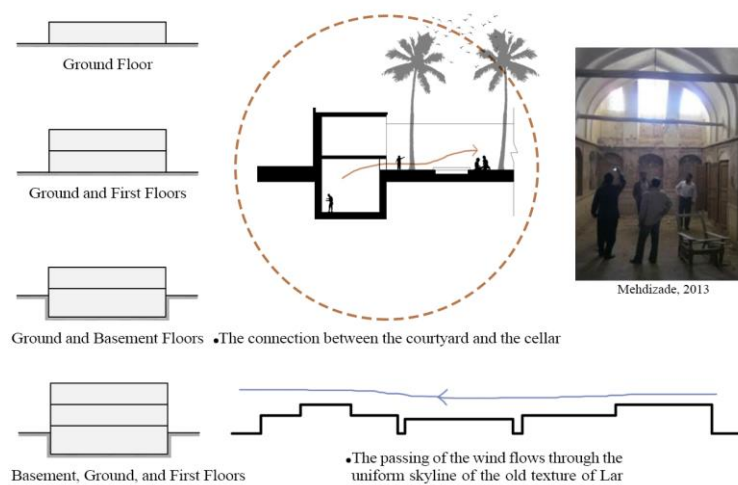 Ground Floor
Ground and First Floors
Mehdizade, 2013
Ground and Basement Floors
•The connection between the courtyard and the cellar
Basement, Ground, and First Floors
•The passing of the wind flows through the
uniform skyline of the old texture of Lar